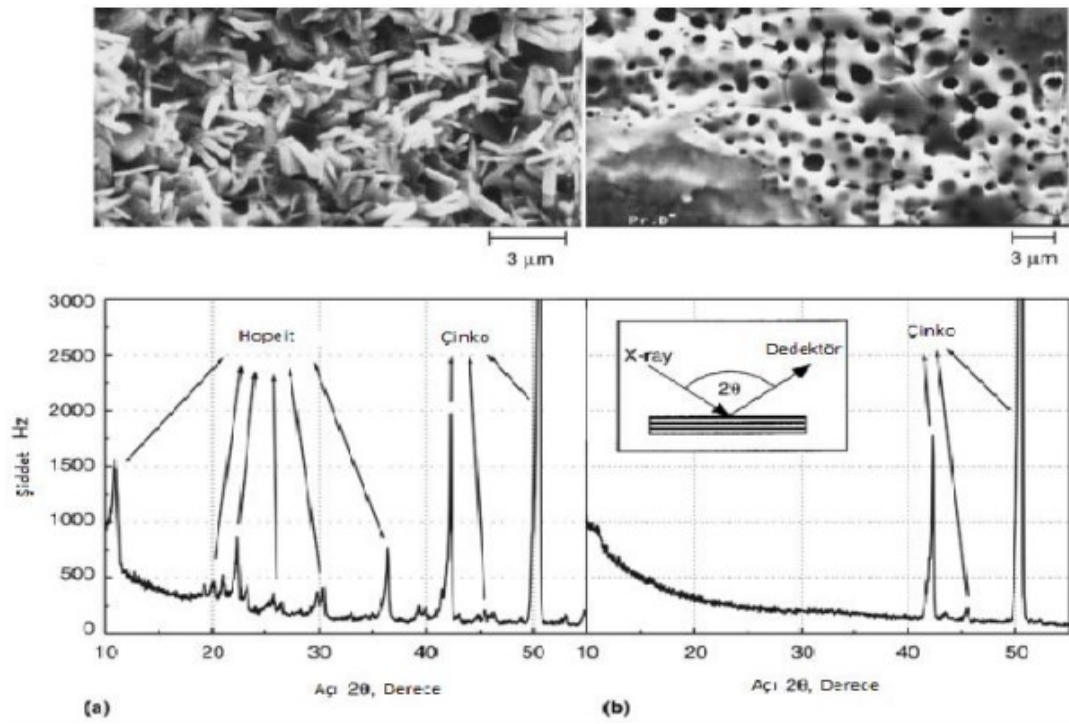 Pr.D
3 µm
3 µm
3000
2500
2000
1500
1000
500
0
Şiddet Hz
Hopeit
Çinko
10 20 30 40 50
Açı 2θ, Derece
(a)
X-ray
2θ
Dedektör
Çinko
10 20 30 40 50
Açı 2θ, Derece
(b)